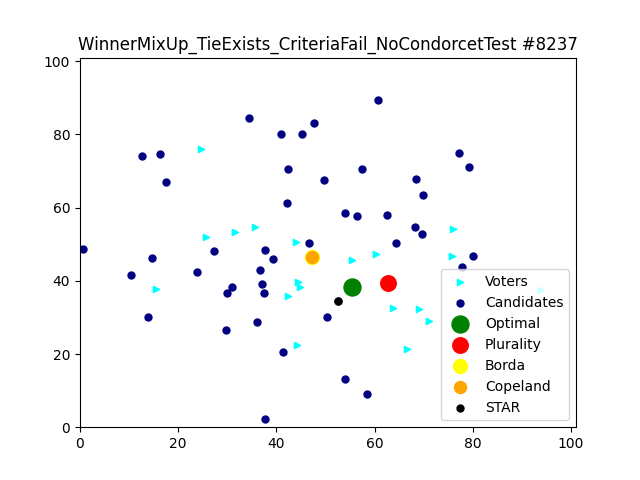 WinnerMixUp_TieExists_CriteriaFail_NoCondorcetTest #8237
100
80
60
40
20
0
Voters
Candidates
Optimal
Plurality
Borda
Copeland
STAR
0 20 40 60 80 100